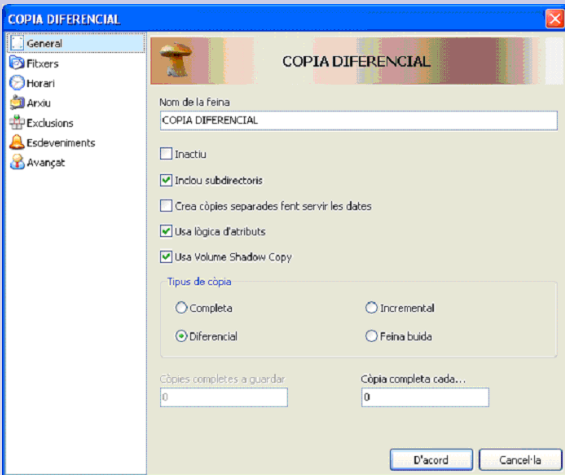 COPIA DIFERENCIAL
General
Fitxers
Horari
Arxiu
Exclusions
Esdeveniments
Avançat
COPIA DIFERENCIAL
Nom de la feina
COPIA DIFERENCIAL
Inactiu
Inclou subdirectoris
Crea còpies separades fent servir les dates
Usa lògica d'atributs
Usa Volume Shadow Copy
Tipus de còpia
Completa
Incremental
Diferencial
Feina buida
Còpies completes a guardar
Còpia completa cada...
0
0
D'acord
Cancel·la